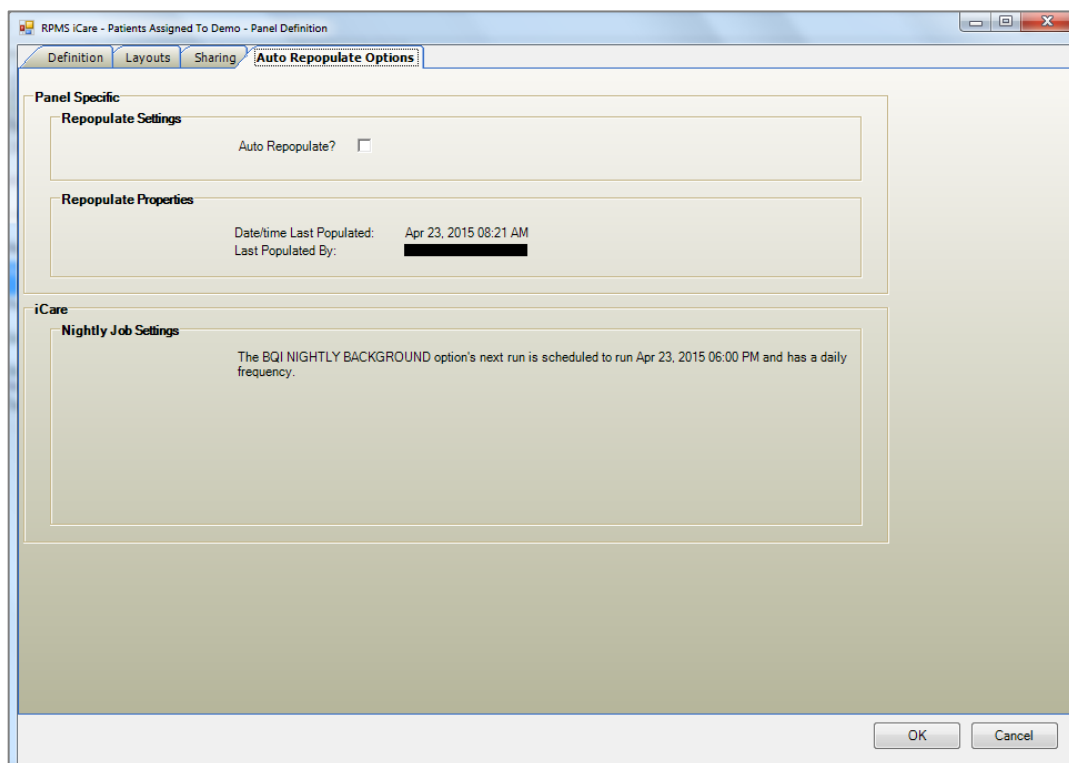 RPMS iCare - Patients Assigned To Demo - Panel Definition
Definition Layouts Sharing Auto Repopulate Options
Panel Specific
Repopulate Settings
Auto Repopulate?
Repopulate Properties
Date/time Last Populated: Apr 23, 2015 08:21 AM
Last Populated By:
iCare
Nightly Job Settings
The BQI NIGHTLY BACKGROUND option's next run is scheduled to run Apr 23, 2015 06:00 PM and has a daily
frequency.
OK Cancel